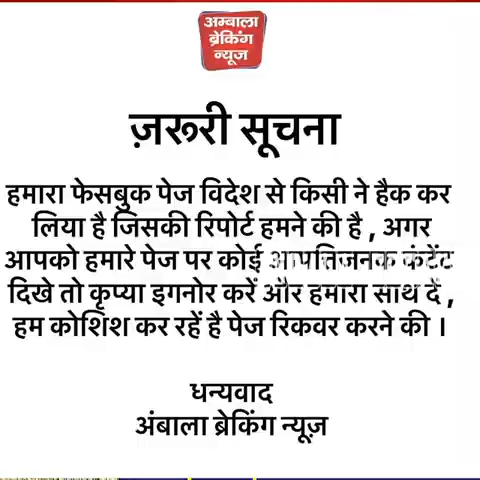 अम्बाला
ब्रेकिंग
न्यूज
ज़रूरी सूचना
हमारा फेसबुक पेज विदेश से किसी ने हैक कर
लिया है जिसकी रिपोर्ट हमने की है , अगर
आपको हमारे पेज पर कोई आपत्तिजनक कंटेंट
दिखे तो कृप्या इगनोर करें और हमारा साथ दें ,
हम कोशिश कर रहें है पेज रिकवर करने की ।
धन्यवाद
अंबाला ब्रेकिंग न्यूज़